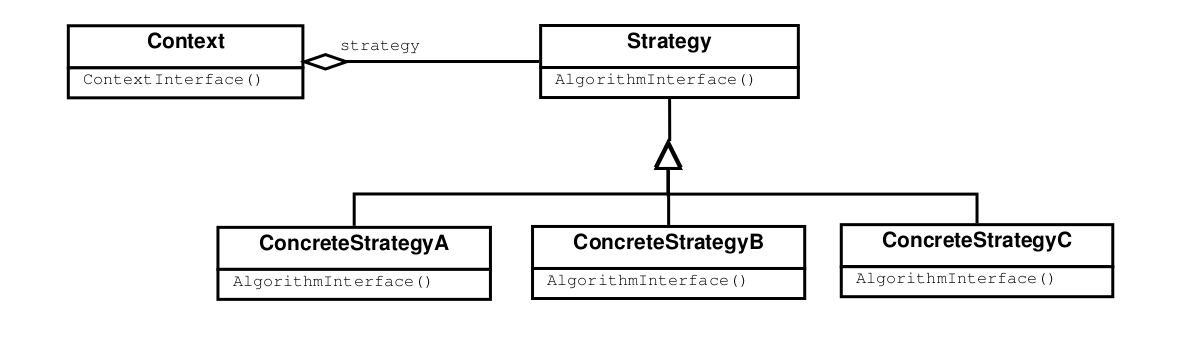 Context
strategy
Strategy
ContextInterface()
AlgorithmInterface()
ConcreteStrategyA
ConcreteStrategyB
ConcreteStrategyC
AlgorithmInterface()
AlgorithmInterface()
AlgorithmInterface()